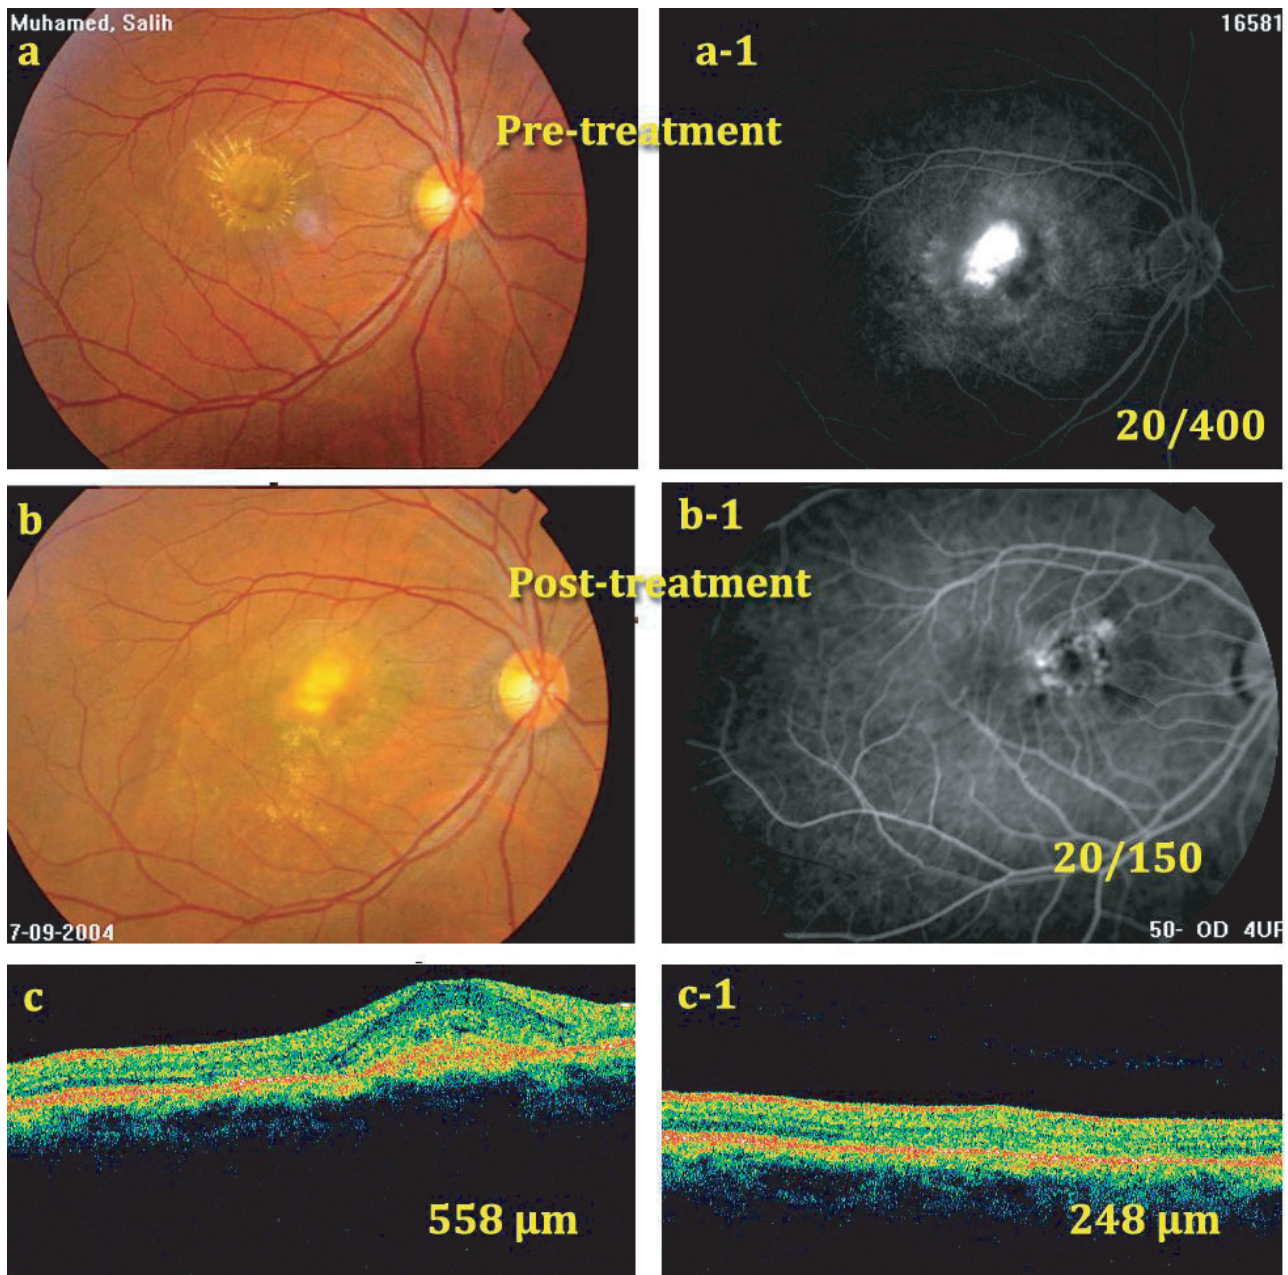 Muhamed, Salih
a
a-1
16581
Pre-treatment
20/400
b
b-1
Post-treatment
20/150
7-09-2004
50- OD 4UF
c
c-1
558 μm
248 μm